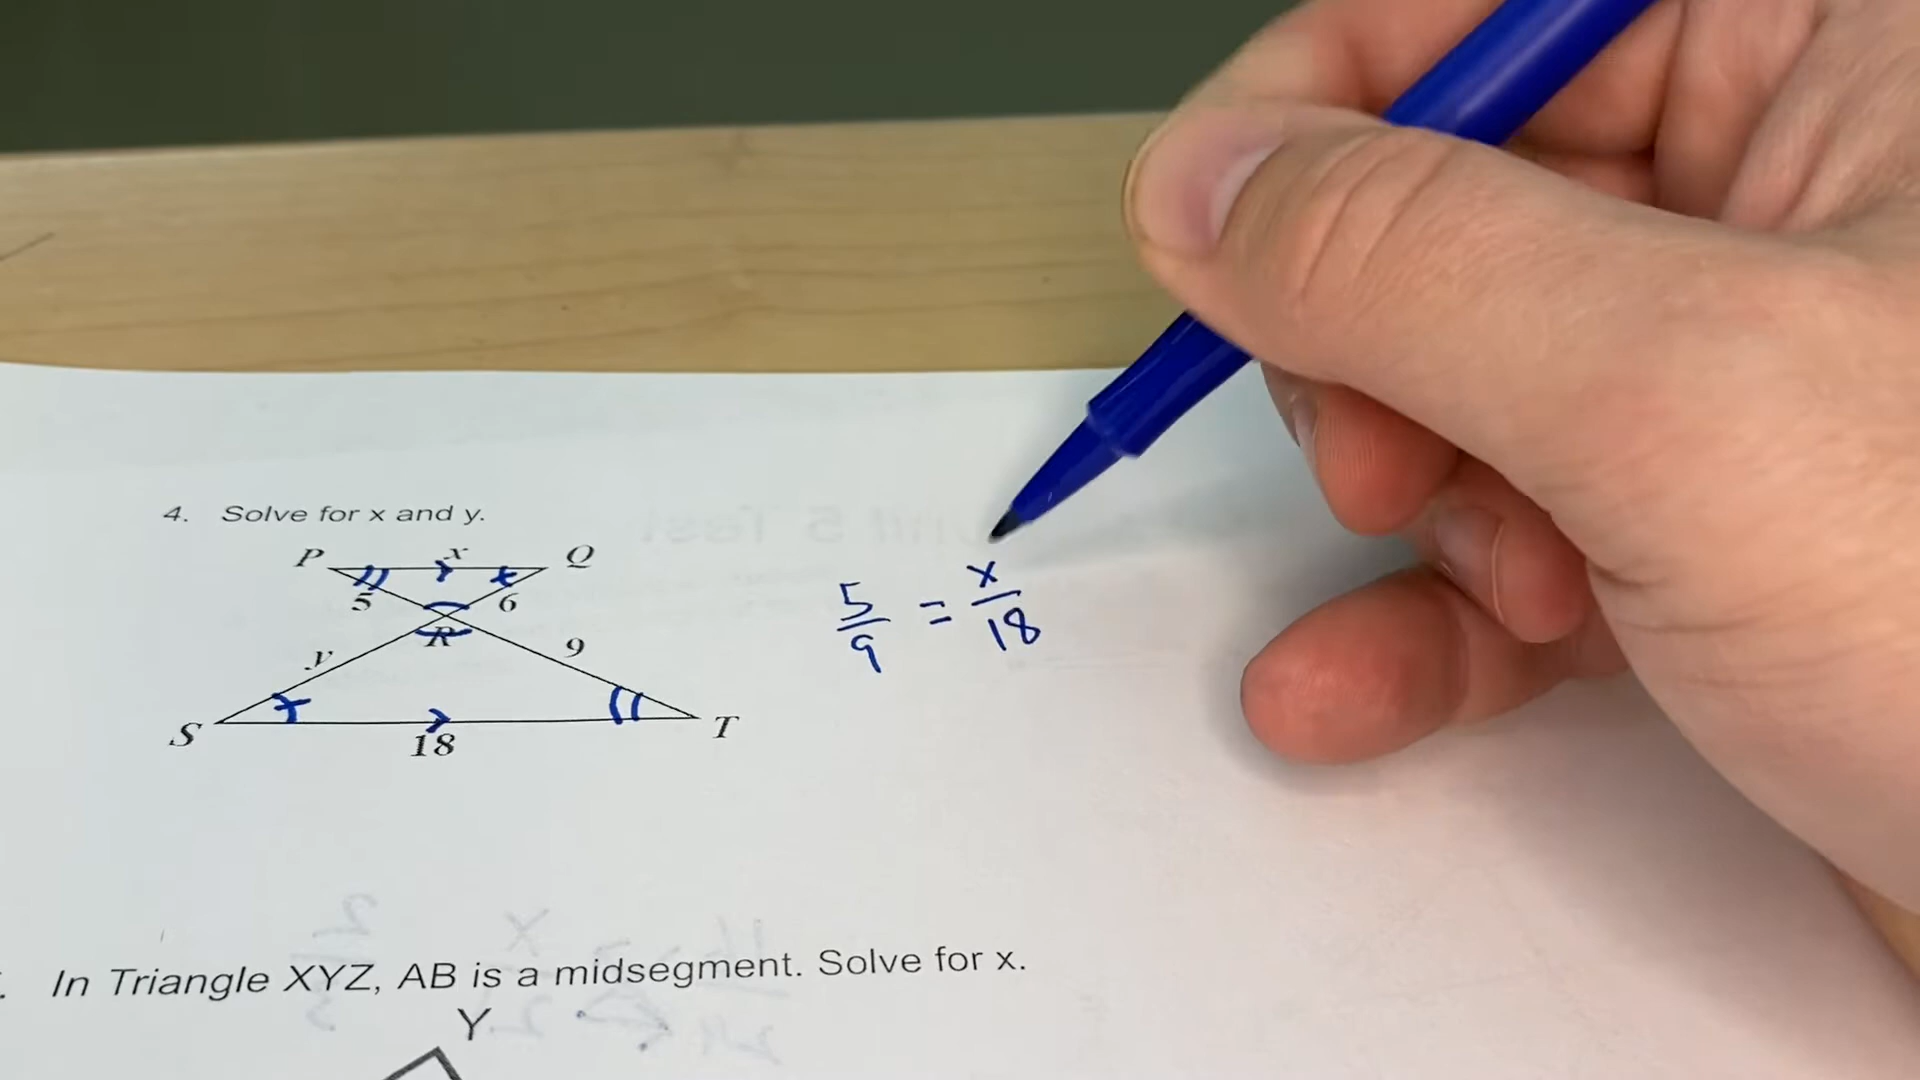 4. Solve for x and y.
P x Q
5 6
R
y 9
S T
18
5/9 = x/18
In Triangle XYZ, AB is a midsegment. Solve for x.
Y